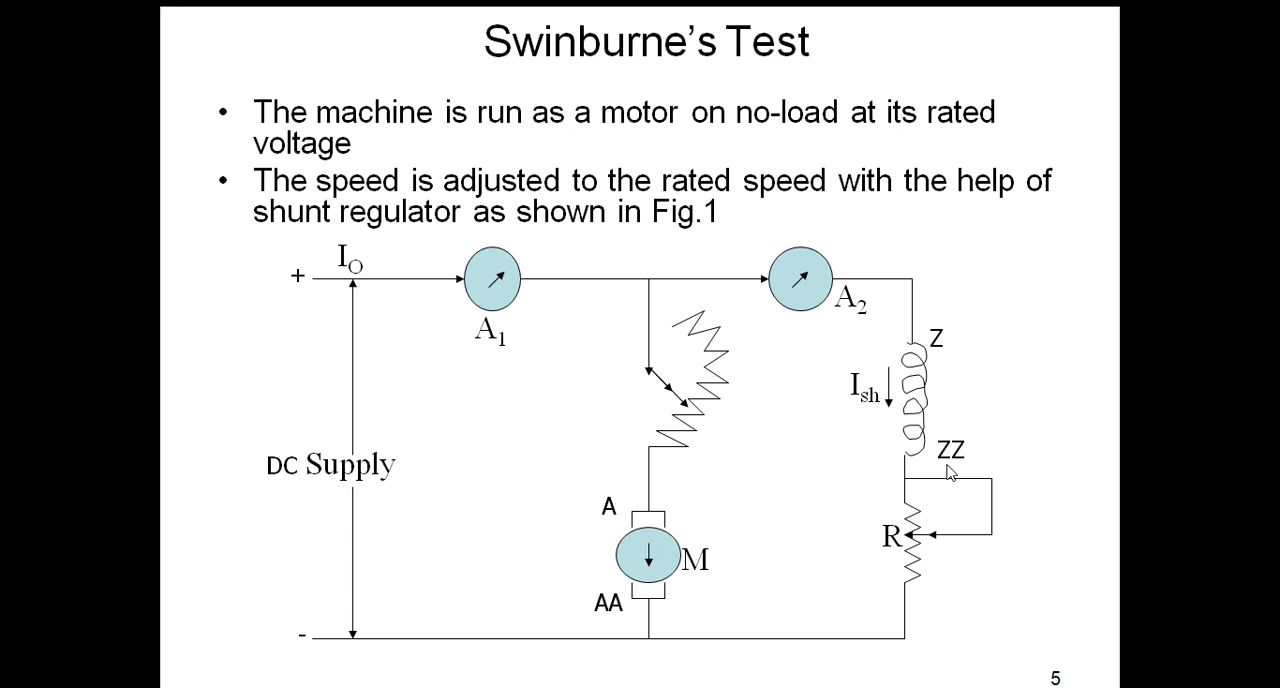 Swinburne's Test
• The machine is run as a motor on no-load at its rated
voltage
• The speed is adjusted to the rated speed with the help of
shunt regulator as shown in Fig.1
+
I_O
A_1
A_2
Z
I_sh
ZZ
DC Supply
A
R
M
AA
-
5